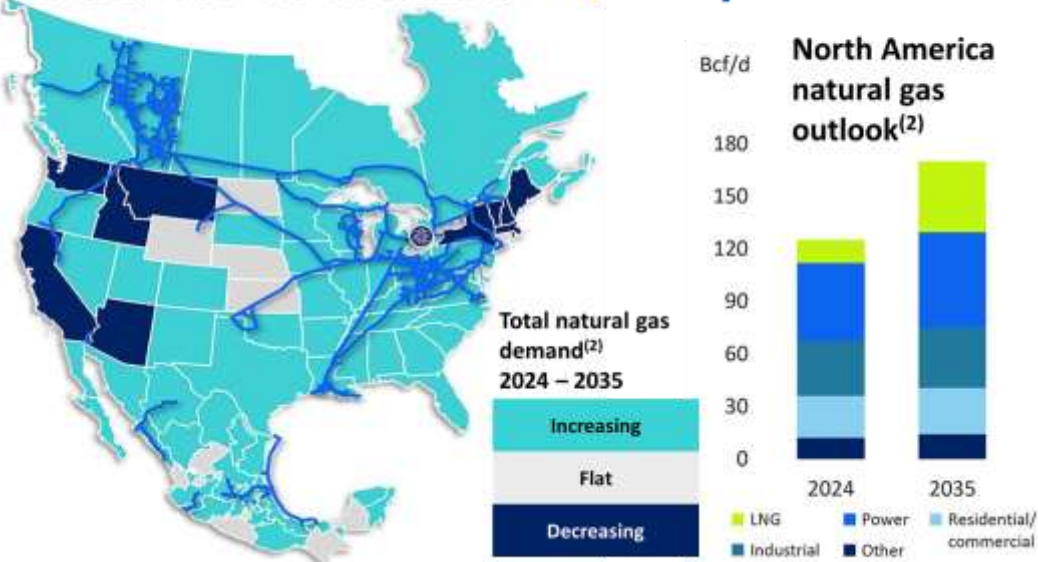 Bcf/d
North America
natural gas
outlook(2)
180
150
120
90
60
30
0
2024
2035
LNG
Power
Residential/
commercial
Industrial
Other
Total natural gas
demand(2)
2024 – 2035
Increasing
Flat
Decreasing